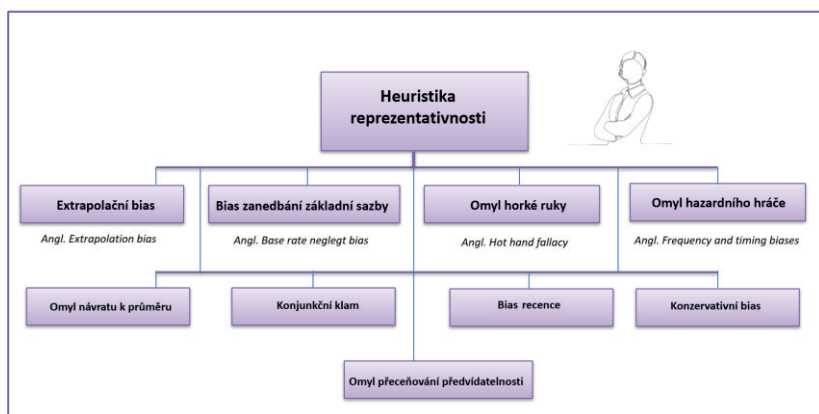 Heuristika
reprezentativnosti
Extrapolační bias
Bias zanedbání základní sazby
Omyl horké ruky
Omyl hazardního hráče
Angl. Extrapolation bias
Angl. Base rate neglegt bias
Angl. Hot hand fallacy
Angl. Frequency and timing biases
Omyl návratu k průměru
Konjunkční klam
Bias recence
Konzervativní bias
Omyl přeceňování předvídatelnosti